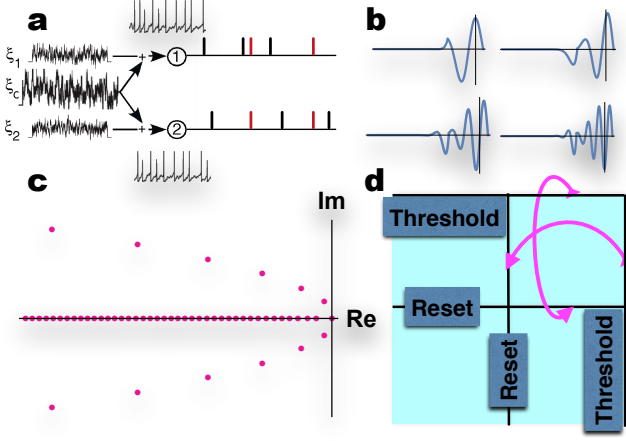 a
ξ1
+
1
ξc
ξ2
+
2
b
c
Im
Re
d
Threshold
Reset
Reset
Threshold